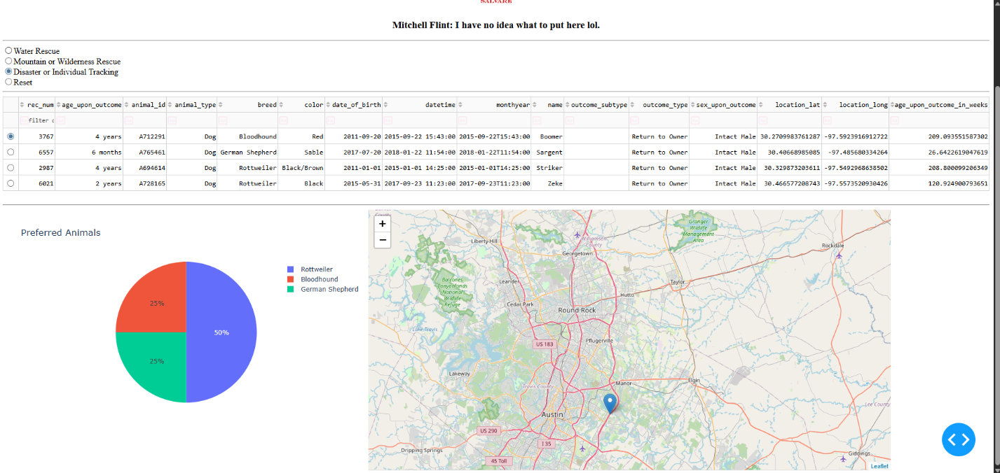 SALVARE
Mitchell Flint: I have no idea what to put here lol.
Water Rescue
Mountain or Wilderness Rescue
Disaster or Individual Tracking
Reset
rec_num age_upon_outcome animal_id animal_type breed color date_of_birth datetime monthyear name outcome_subtype outcome_type sex_upon_outcome location_lat location_long age_upon_outcome_in_weeks
filter
3767 4 years A712291 Dog Bloodhound Red 2011-09-20 2015-09-22 15:43:00 2015-09-22T15:43:00 Boomer Return to Owner Intact Male 30.2709983761287 -97.5923916912722 209.093551587302
6557 6 months A765461 Dog German Shepherd Sable 2017-07-20 2018-01-22 11:54:00 2018-01-22T11:54:00 Sargent Return to Owner Intact Male 30.40668985085 -97.485680334264 26.6422619047619
2987 4 years A694614 Dog Rottweiler Black/Brown 2011-01-01 2015-01-01 14:25:00 2015-01-01T14:25:00 Striker Return to Owner Intact Male 30.329873203611 -97.5492968638502 208.800099206349
6021 2 years A728165 Dog Rottweiler Black 2015-05-31 2017-09-23 11:23:00 2017-09-23T11:23:00 Zeke Return to Owner Intact Male 30.466577208743 -97.5573520930426 120.924900793651
Preferred Animals
Rottweiler
Bloodhound
German Shepherd
25%
50%
25%
+
−
County
Granger
Wildlife
Management
Area
Liberty Hill
Williamson
County
Georgetown
Rockdale
Leander
Balcones
Canyonlands
National
Wildlife
Refuge
Taylor
Hutto
Cedar Park
Round Rock
Lake Travis
US 183
Pflugerville
Lakeway
Travis County
Manor
Elgin
Lee County
Austin
US 290
I 35
Dripping Springs
45 Toll
Giddings
Leaflet